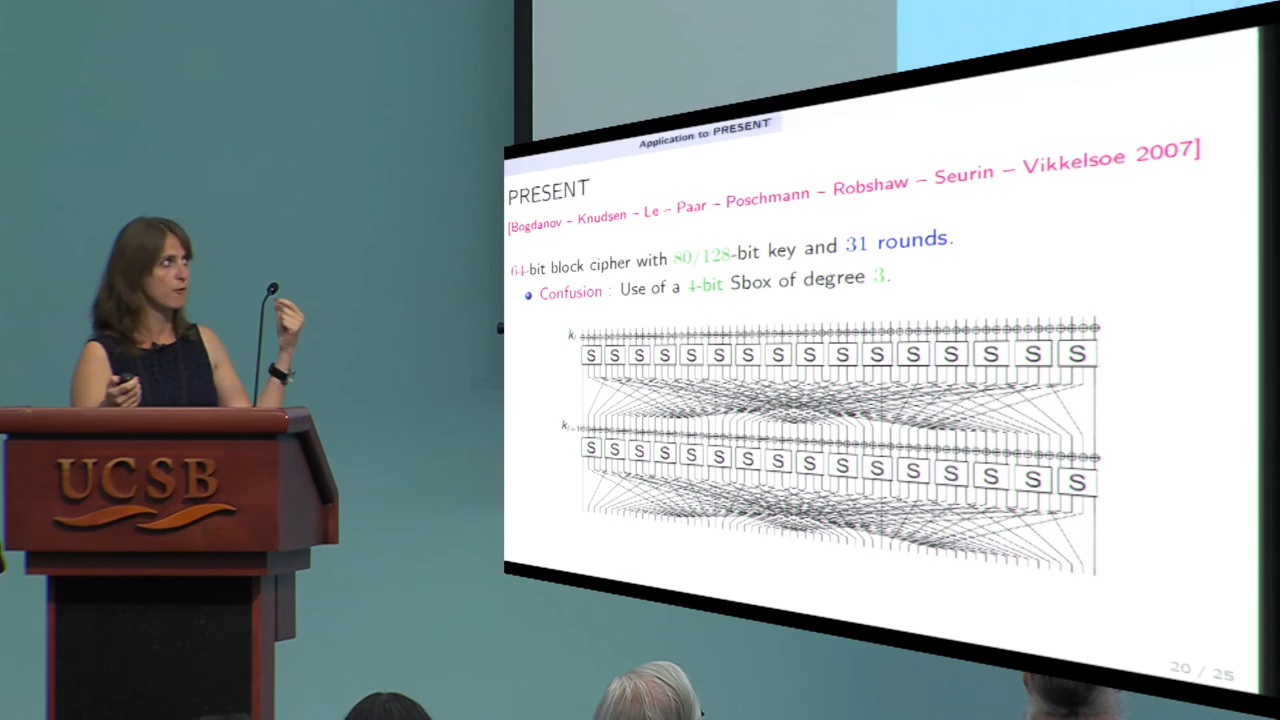 Application to PRESENT
PRESENT
[Bogdanov – Knudsen – Le – Paar – Poschmann – Robshaw – Seurin – Vikkelsoe 2007]
64-bit block cipher with 80/128-bit key and 31 rounds.
Confusion : Use of a 4-bit Sbox of degree 3.
S S S S S S S S S S S S S S S S
S S S S S S S S S S S S S S S S
20 / 25
UCSB